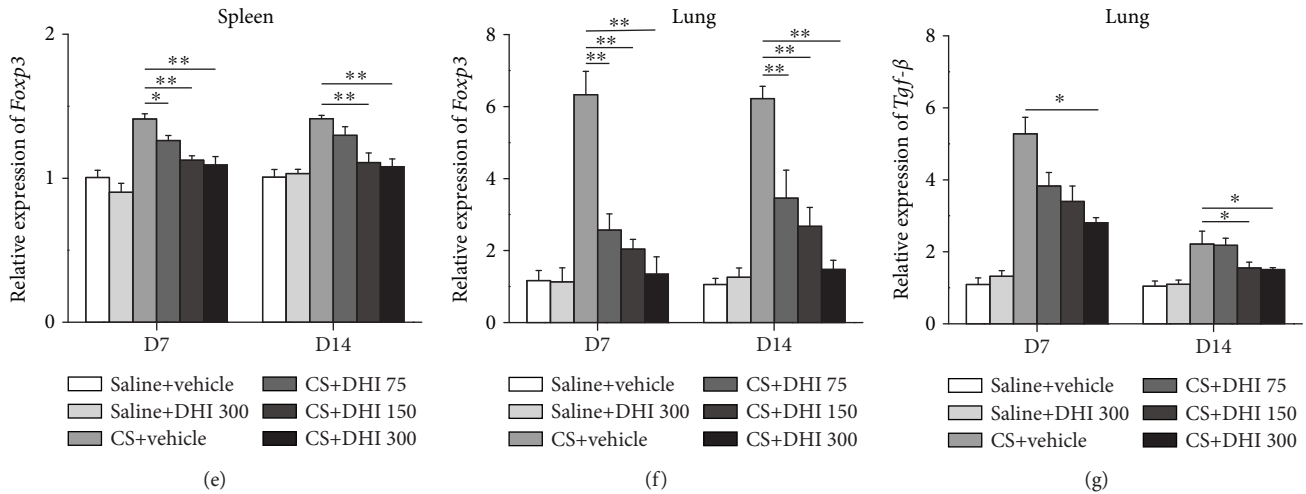 Spleen
Relative expression of Foxp3
2
1
0
**
**
*
**
**
D7
D14
Saline+vehicle
Saline+DHI 300
CS+vehicle
CS+DHI 75
CS+DHI 150
CS+DHI 300
(e)
Lung
Relative expression of Foxp3
8
6
4
2
0
**
**
**
**
**
**
D7
D14
Saline+vehicle
Saline+DHI 300
CS+vehicle
CS+DHI 75
CS+DHI 150
CS+DHI 300
(f)
Lung
Relative expression of Tgf-β
8
6
4
2
0
*
*
*
D7
D14
Saline+vehicle
Saline+DHI 300
CS+vehicle
CS+DHI 75
CS+DHI 150
CS+DHI 300
(g)